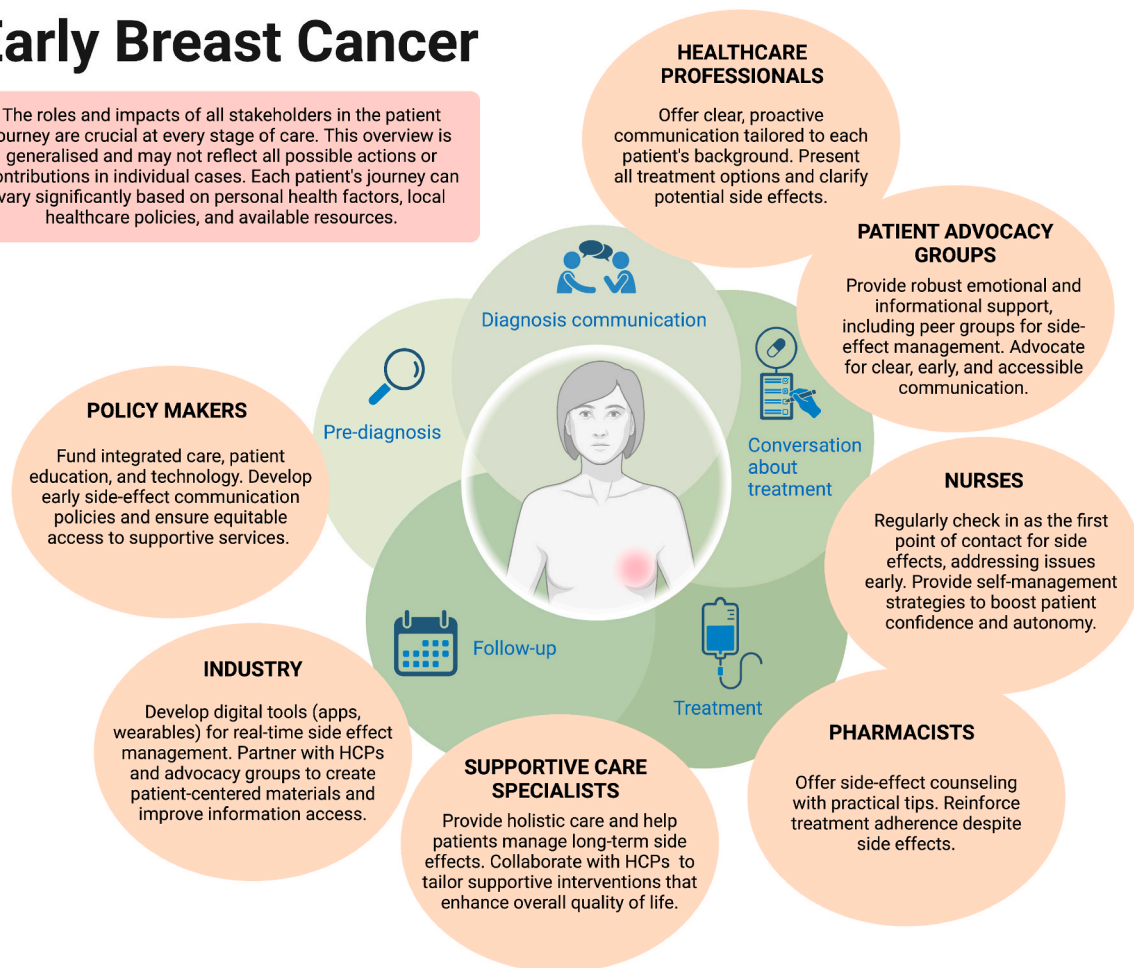 Early Breast Cancer
The roles and impacts of all stakeholders in the patient
ourney are crucial at every stage of care. This overview is
generalised and may not reflect all possible actions or
ontributions in individual cases. Each patient's journey can
vary significantly based on personal health factors, local
healthcare policies, and available resources.
HEALTHCARE
PROFESSIONALS
Offer clear, proactive
communication tailored to each
patient's background. Present
all treatment options and clarify
potential side effects.
PATIENT ADVOCACY
GROUPS
Provide robust emotional and
informational support,
including peer groups for side-
effect management. Advocate
for clear, early, and accessible
communication.
NURSES
Regularly check in as the first
point of contact for side
effects, addressing issues
early. Provide self-management
strategies to boost patient
confidence and autonomy.
PHARMACISTS
Offer side-effect counseling
with practical tips. Reinforce
treatment adherence despite
side effects.
SUPPORTIVE CARE
SPECIALISTS
Provide holistic care and help
patients manage long-term side
effects. Collaborate with HCPs to
tailor supportive interventions that
enhance overall quality of life.
INDUSTRY
Develop digital tools (apps,
wearables) for real-time side effect
management. Partner with HCPs
and advocacy groups to create
patient-centered materials and
improve information access.
POLICY MAKERS
Fund integrated care, patient
education, and technology. Develop
early side-effect communication
policies and ensure equitable
access to supportive services.
Pre-diagnosis
Diagnosis communication
Conversation
about
treatment
Treatment
Follow-up